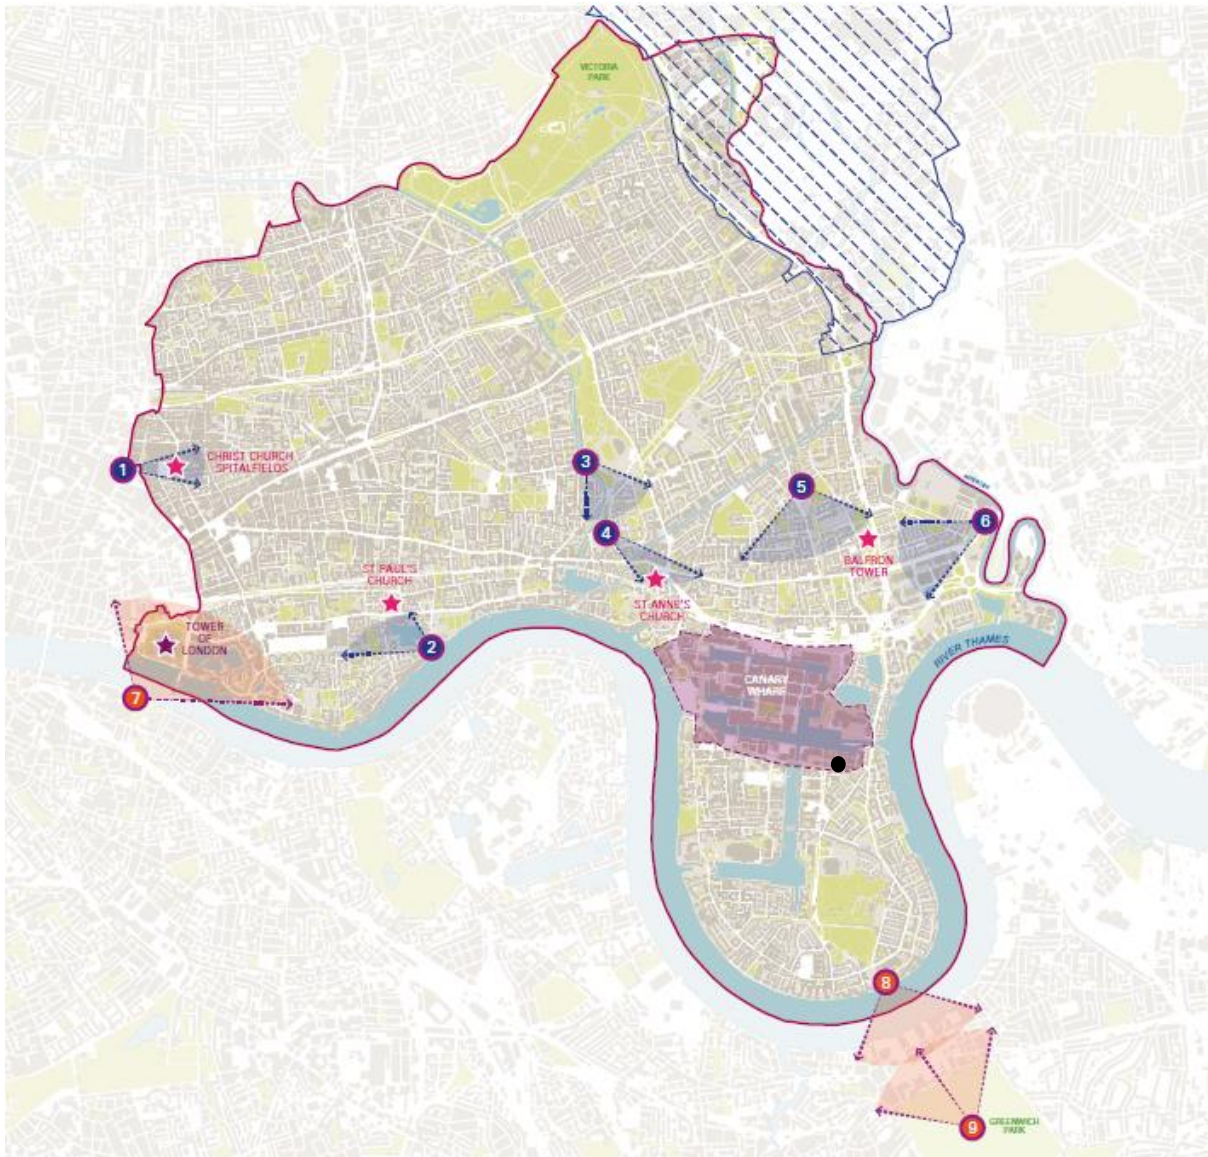 VICTORIA
PARK
CHRIST CHURCH
SPITALFIELDS
1
3
5
4
6
BALFRON
TOWER
ST PAUL'S
CHURCH
ST ANNE'S
CHURCH
TOWER
OF
LONDON
2
RIVER THAMES
7
CANARY
WHARF
8
9
GREENWICH
PARK